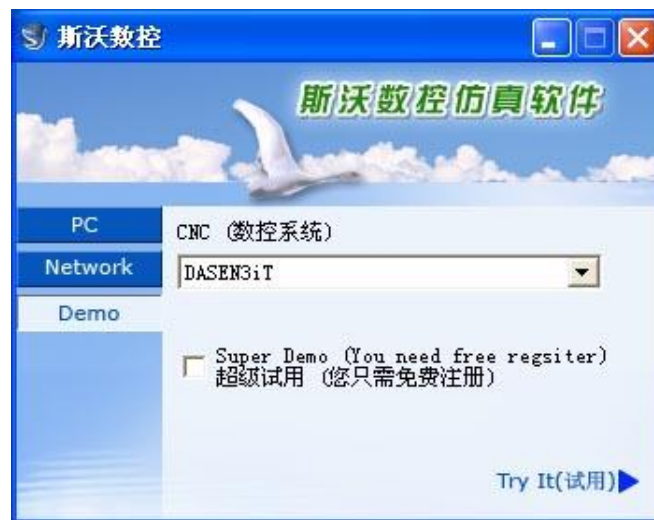 斯沃数控
斯沃数控仿真软件
PC
CNC (数控系统)
Network
DASEN3iT
Demo
Super Demo (You need free regsiter)
超级试用 (您只需免费注册)
Try It(试用)